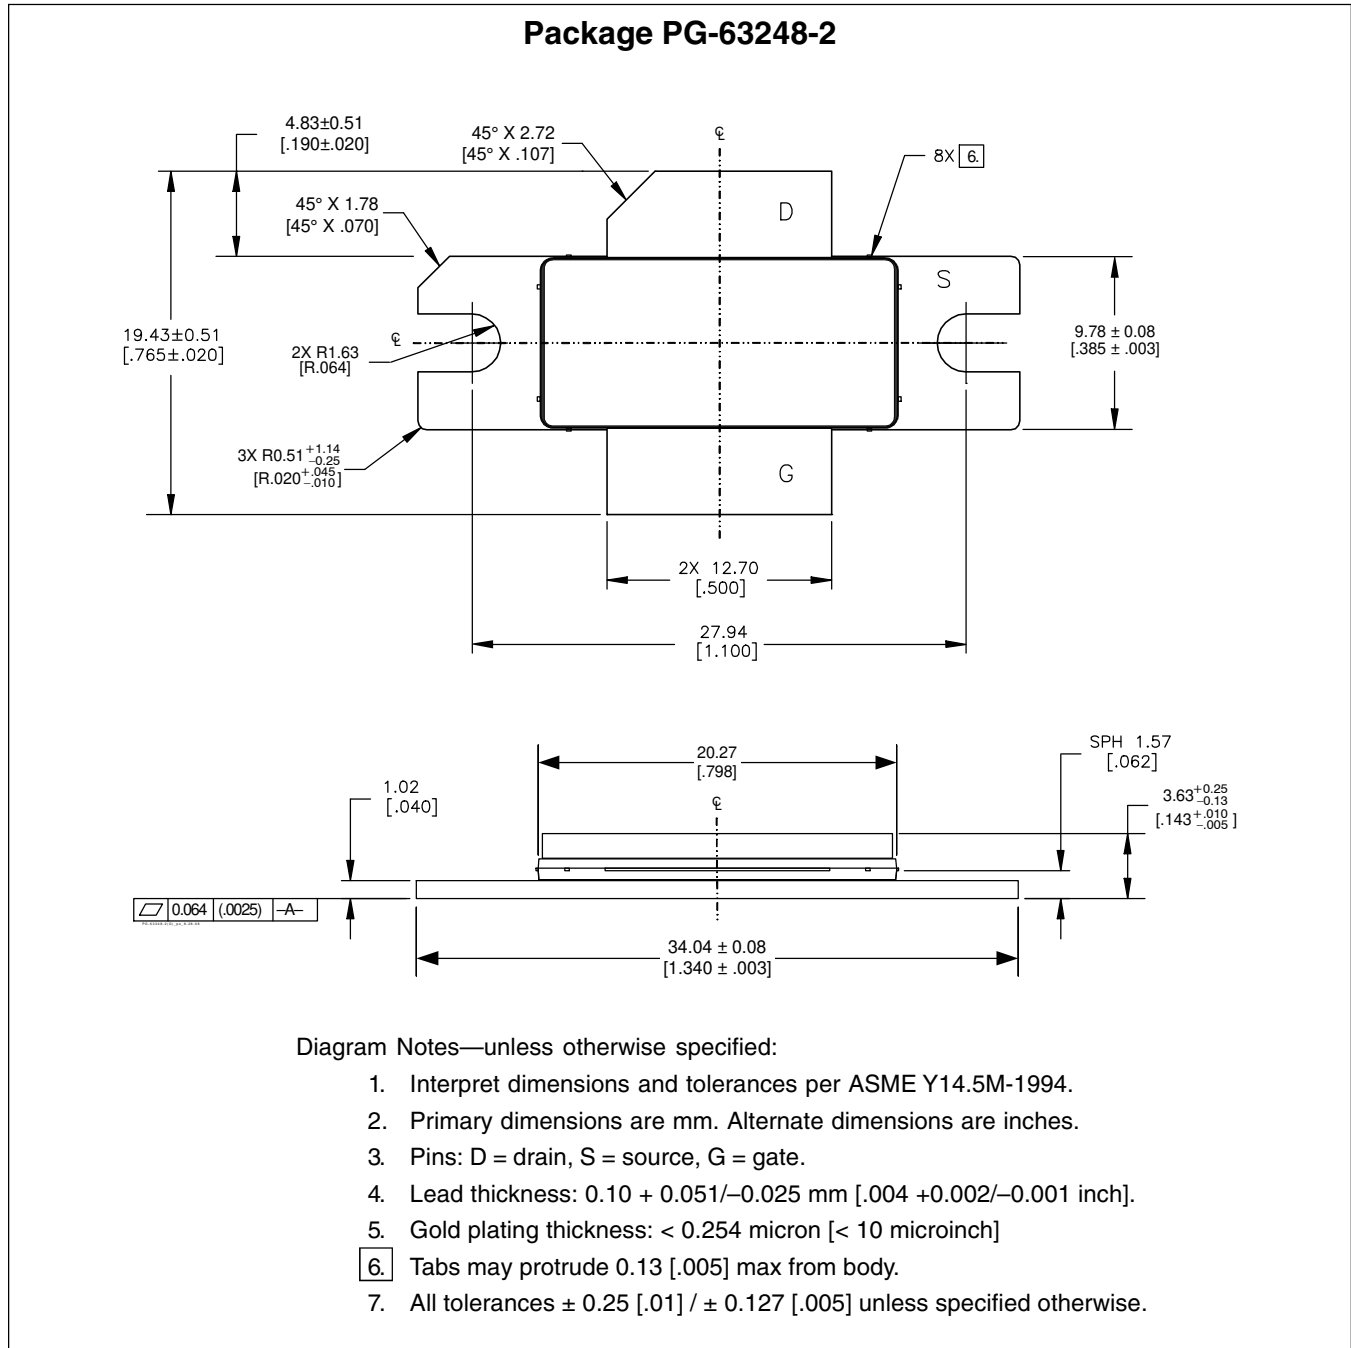 Package PG-63248-2
4.83±0.51
[.190±.020]
45° X 2.72
[45° X .107]
℄
8X 6.
45° X 1.78
[45° X .070]
D
S
19.43±0.51
[.765±.020]
℄
2X R1.63
[R.064]
9.78 ± 0.08
[.385 ± .003]
3X R0.51 +1.14 –0.25
[R.020 +.045 –.010]
G
2X 12.70
[.500]
27.94
[1.100]
20.27
[.798]
SPH 1.57
[.062]
1.02
[.040]
℄
3.63 +0.25 –0.13
[.143 +.010 –.005]
0.064 (.0025) –A–
34.04 ± 0.08
[1.340 ± .003]
Diagram Notes—unless otherwise specified:
1. Interpret dimensions and tolerances per ASME Y14.5M-1994.
2. Primary dimensions are mm. Alternate dimensions are inches.
3. Pins: D = drain, S = source, G = gate.
4. Lead thickness: 0.10 + 0.051/–0.025 mm [.004 +0.002/–0.001 inch].
5. Gold plating thickness: < 0.254 micron [< 10 microinch]
6. Tabs may protrude 0.13 [.005] max from body.
7. All tolerances ± 0.25 [.01] / ± 0.127 [.005] unless specified otherwise.